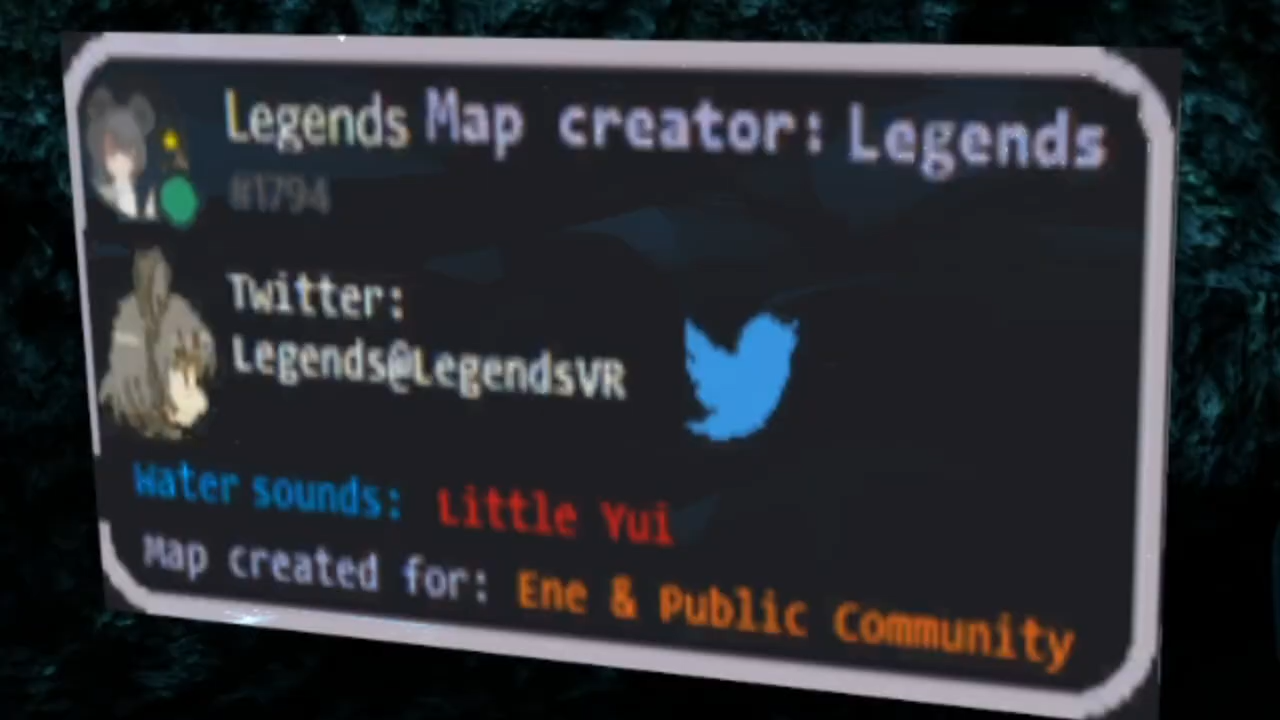 Legends Map creator: Legends
#1794
Twitter:
Legends@LegendsVR
Water sounds: Little Yui
Map created for: Ene & Public Community